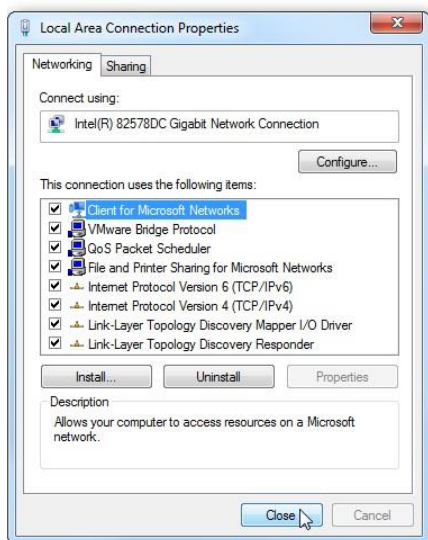 Local Area Connection Properties
Networking
Sharing
Connect using:
Intel(R) 82578DC Gigabit Network Connection
Configure...
This connection uses the following items:
Client for Microsoft Networks
VMware Bridge Protocol
QoS Packet Scheduler
File and Printer Sharing for Microsoft Networks
Internet Protocol Version 6 (TCP/IPv6)
Internet Protocol Version 4 (TCP/IPv4)
Link-Layer Topology Discovery Mapper I/O Driver
Link-Layer Topology Discovery Responder
Install...
Uninstall
Properties
Description
Allows your computer to access resources on a Microsoft
network.
Close
Cancel